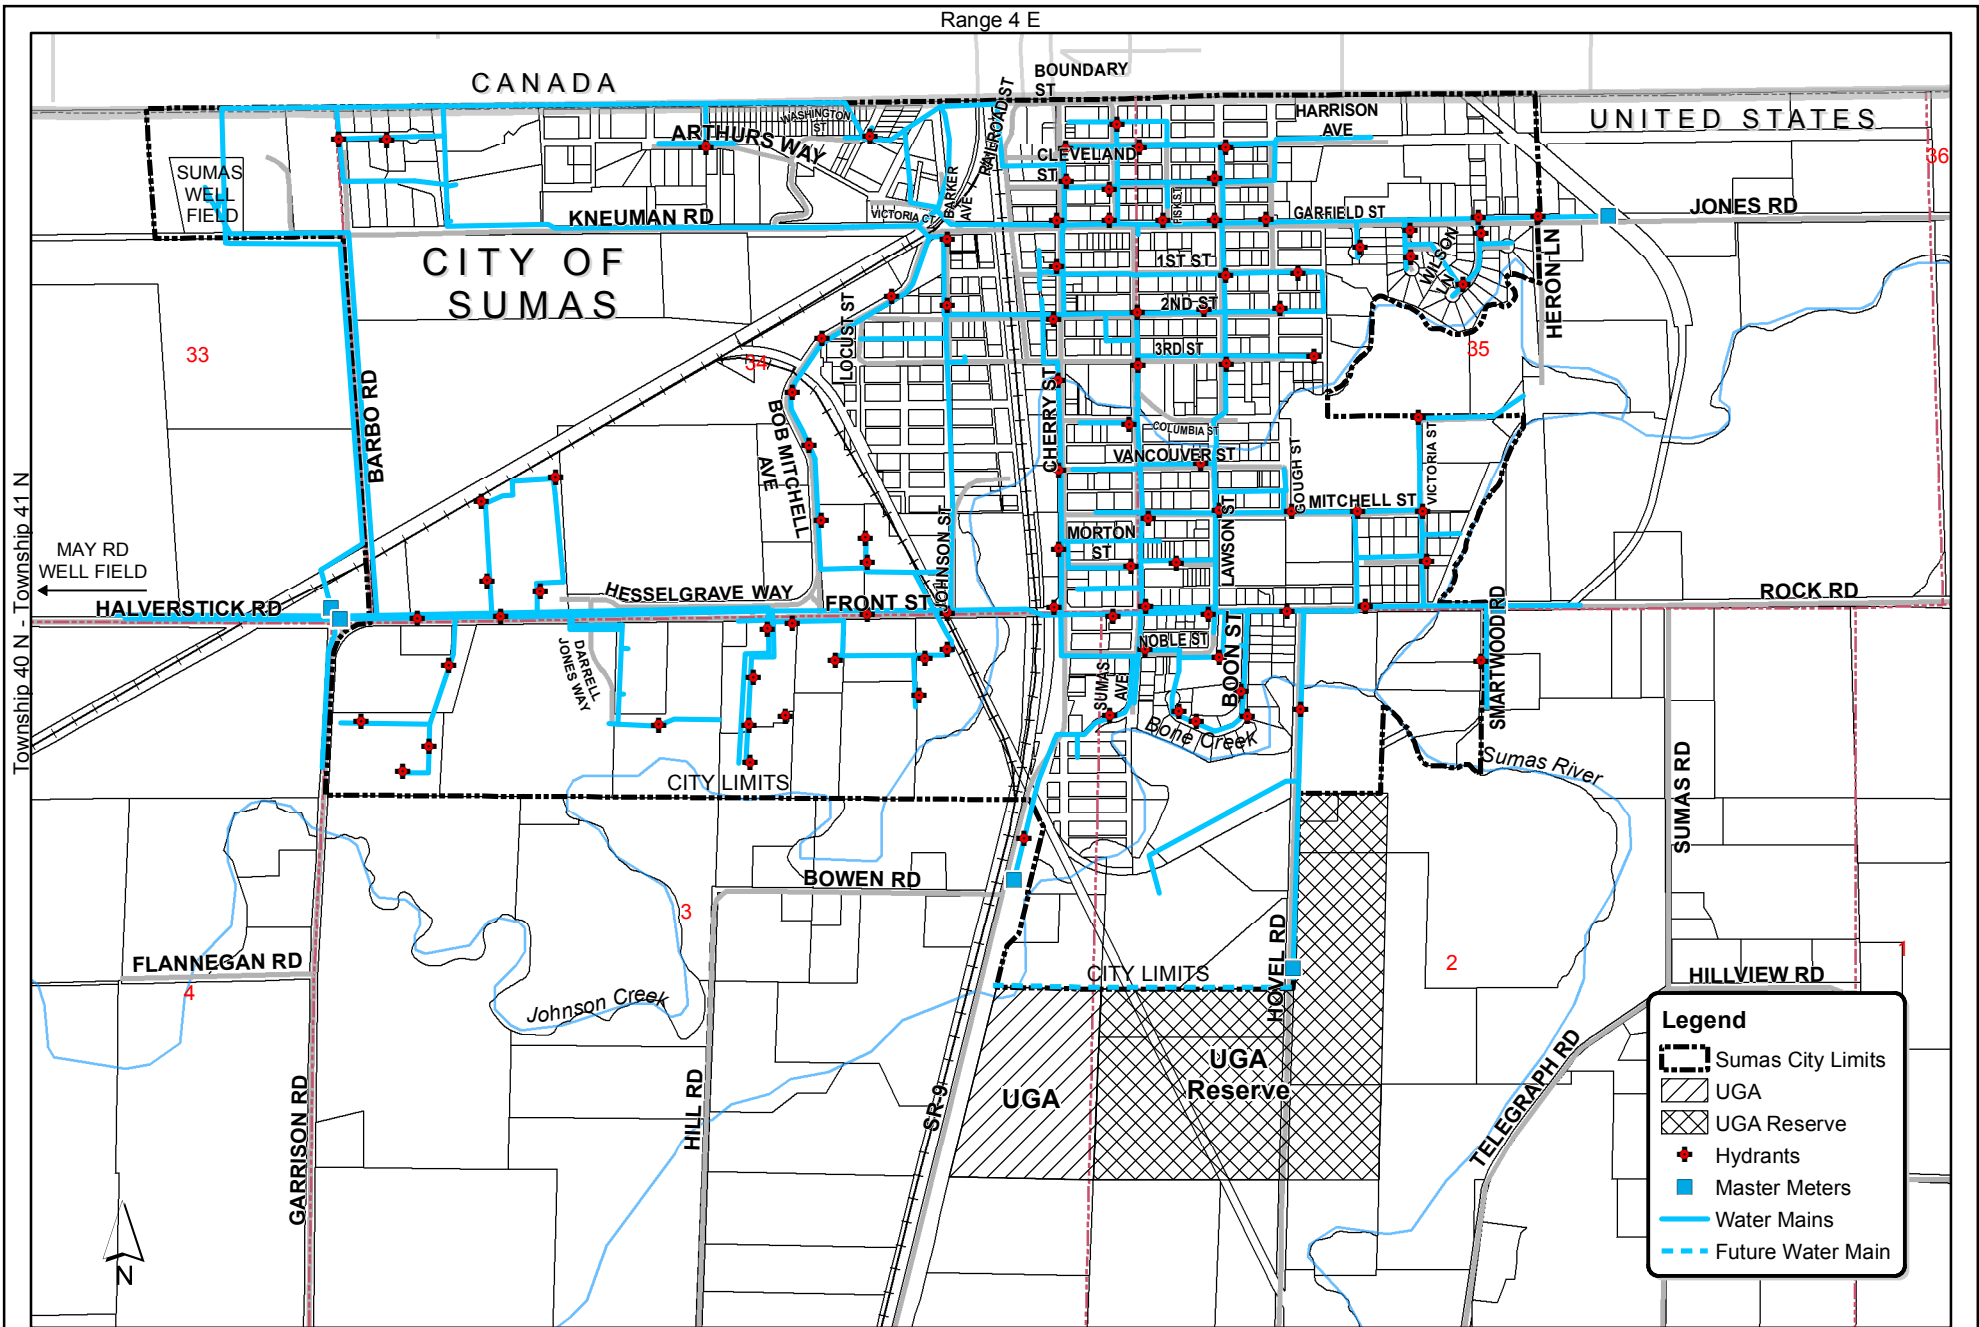 Range 4 E
CANADA
BOUNDARY
ST
UNITED STATES
HARRISON
AVE
WASHINGTON
ST
ARTHURS WAY
RAILROAD ST
CLEVELAND
ST
36
SUMAS
WELL
FIELD
BARKER
AVE
FISK ST
VICTORIA CT
KNEUMAN RD
GARFIELD ST
JONES RD
CITY OF
SUMAS
1ST ST
WILSON
LN
HERON LN
2ND ST
LOCUST ST
33
34
3RD ST
35
BARBO RD
CHERRY ST
BOB MITCHELL
AVE
COLUMBIA ST
VANCOUVER ST
GOUGH ST
VICTORIA ST
MITCHELL ST
Township 40 N - Township 41 N
MAY RD
WELL FIELD
JOHNSON ST
MORTON
ST
LAWSON ST
HALVERSTICK RD
HESSELGRAVE WAY
FRONT ST
ROCK RD
SMARTWOOD RD
DARRELL
JONES WAY
NOBLE ST
BOON ST
SUMAS
AVE
Bone Creek
Sumas River
SUMAS RD
CITY LIMITS
BOWEN RD
3
HOVEL RD
2
1
FLANNEGAN RD
4
CITY LIMITS
HILLVIEW RD
Johnson Creek
GARRISON RD
HILL RD
SR-9
UGA
UGA
Reserve
TELEGRAPH RD
N
Legend
Sumas City Limits
UGA
UGA Reserve
Hydrants
Master Meters
Water Mains
Future Water Main